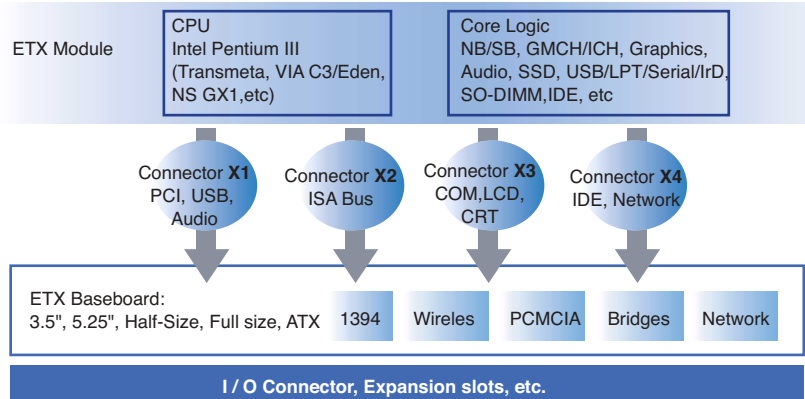 ETX Module
CPU
Intel Pentium III
(Transmeta, VIA C3/Eden,
NS GX1,etc)
Core Logic
NB/SB, GMCH/ICH, Graphics,
Audio, SSD, USB/LPT/Serial/IrD,
SO-DIMM,IDE, etc
Connector X1
PCI, USB,
Audio
Connector X2
ISA Bus
Connector X3
COM,LCD,
CRT
Connector X4
IDE, Network
ETX Baseboard:
3.5", 5.25", Half-Size, Full size, ATX
1394
Wireles
PCMCIA
Bridges
Network
I / O Connector, Expansion slots, etc.